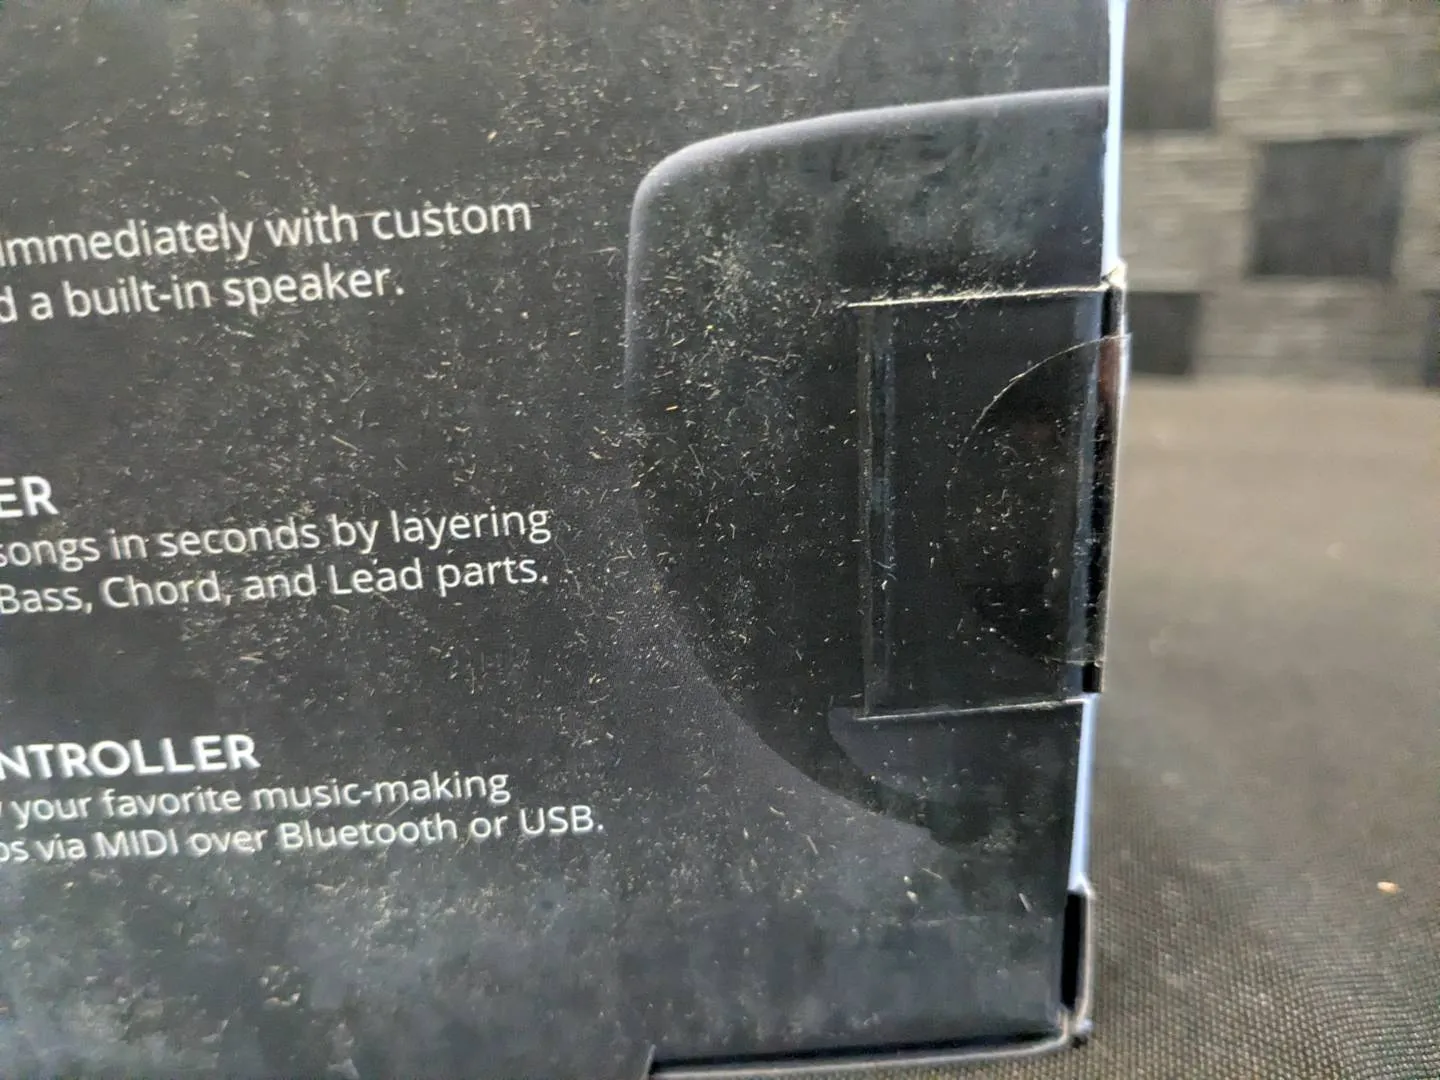 immediately with custom
d a built-in speaker.
ER
songs in seconds by layering
Bass, Chord, and Lead parts.
NTROLLER
y your favorite music-making
os via MIDI over Bluetooth or USB.